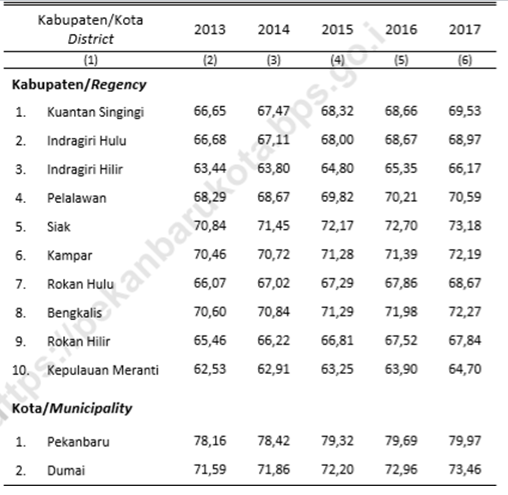 Kabupaten/Kota 2013 2014 2015 2016 2017
District
(1) (2) (3) (4) (5) (6)
Kabupaten/Regency
1. Kuantan Singingi 66,65 67,47 68,32 68,66 69,53
2. Indragiri Hulu 66,68 67,11 68,00 68,67 68,97
3. Indragiri Hilir 63,44 63,80 64,80 65,35 66,17
4. Pelalawan 68,29 68,67 69,82 70,21 70,59
5. Siak 70,84 71,45 72,17 72,70 73,18
6. Kampar 70,46 70,72 71,28 71,39 72,19
7. Rokan Hulu 66,07 67,02 67,29 67,86 68,67
8. Bengkalis 70,60 70,84 71,29 71,98 72,27
9. Rokan Hilir 65,46 66,22 66,81 67,52 67,84
10. Kepulauan Meranti 62,53 62,91 63,25 63,90 64,70
Kota/Municipality
1. Pekanbaru 78,16 78,42 79,32 79,69 79,97
2. Dumai 71,59 71,86 72,20 72,96 73,46
https://pekanbarukota.bps.go.i